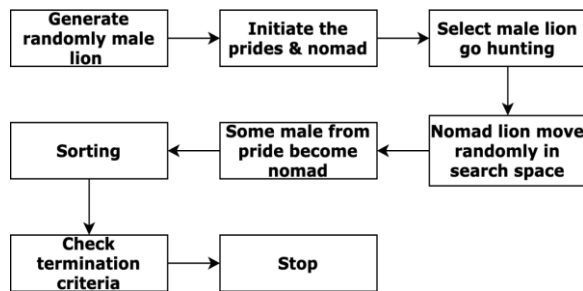 Generate
randomly male
lion
Initiate the
prides & nomad
Select male lion
go hunting
Nomad lion move
randomly in
search space
Some male from
pride become
nomad
Sorting
Check
termination
criteria
Stop